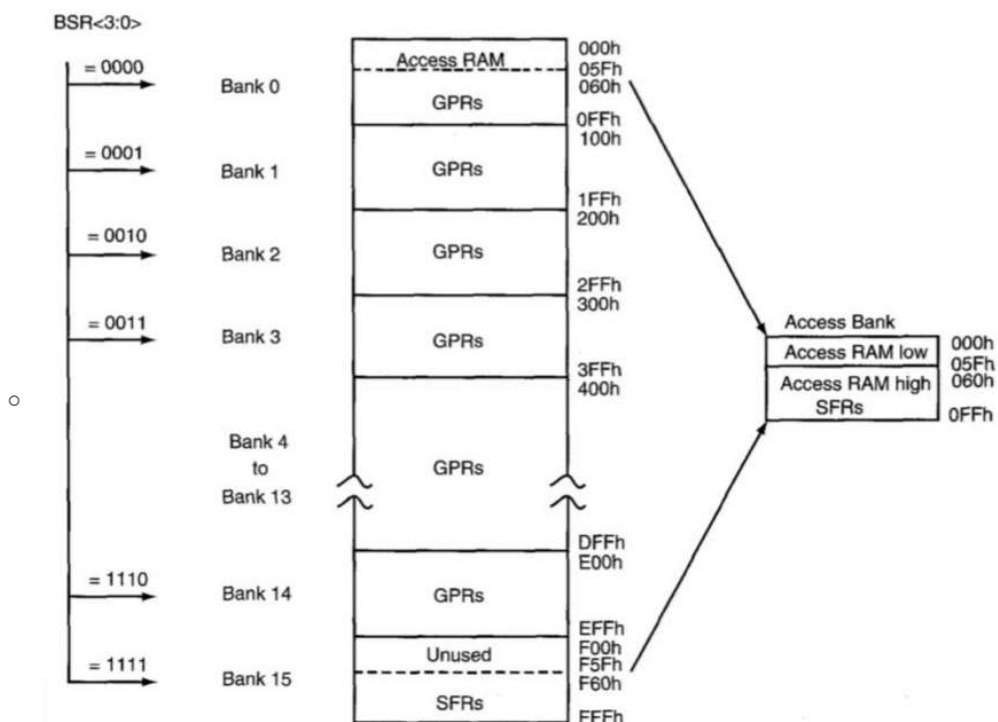 BSR<3:0>
= 0000
Bank 0
Access RAM
GPRs
000h
05Fh
060h
0FFh
= 0001
Bank 1
GPRs
100h
1FFh
= 0010
Bank 2
GPRs
200h
2FFh
= 0011
Bank 3
GPRs
300h
3FFh
400h
Bank 4
to
Bank 13
GPRs
DFFh
= 1110
Bank 14
GPRs
E00h
EFFh
= 1111
Bank 15
Unused
SFRs
F00h
F5Fh
F60h
FFFh
Access Bank
Access RAM low
Access RAM high
SFRs
000h
05Fh
060h
0FFh